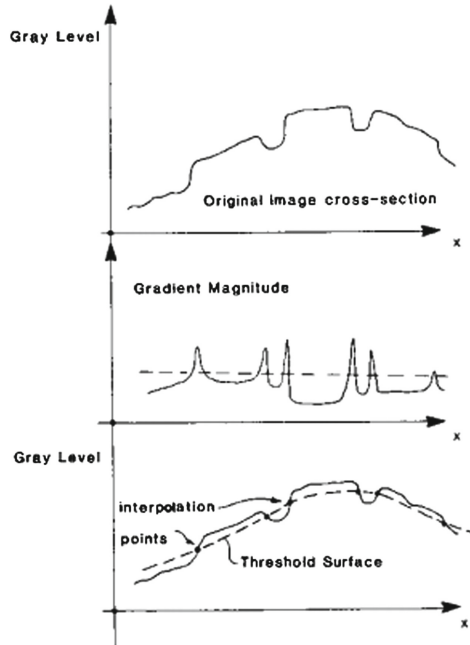 Gray Level
Original Image cross-section
x
Gradient Magnitude
x
Gray Level
interpolation
points
Threshold Surface
x